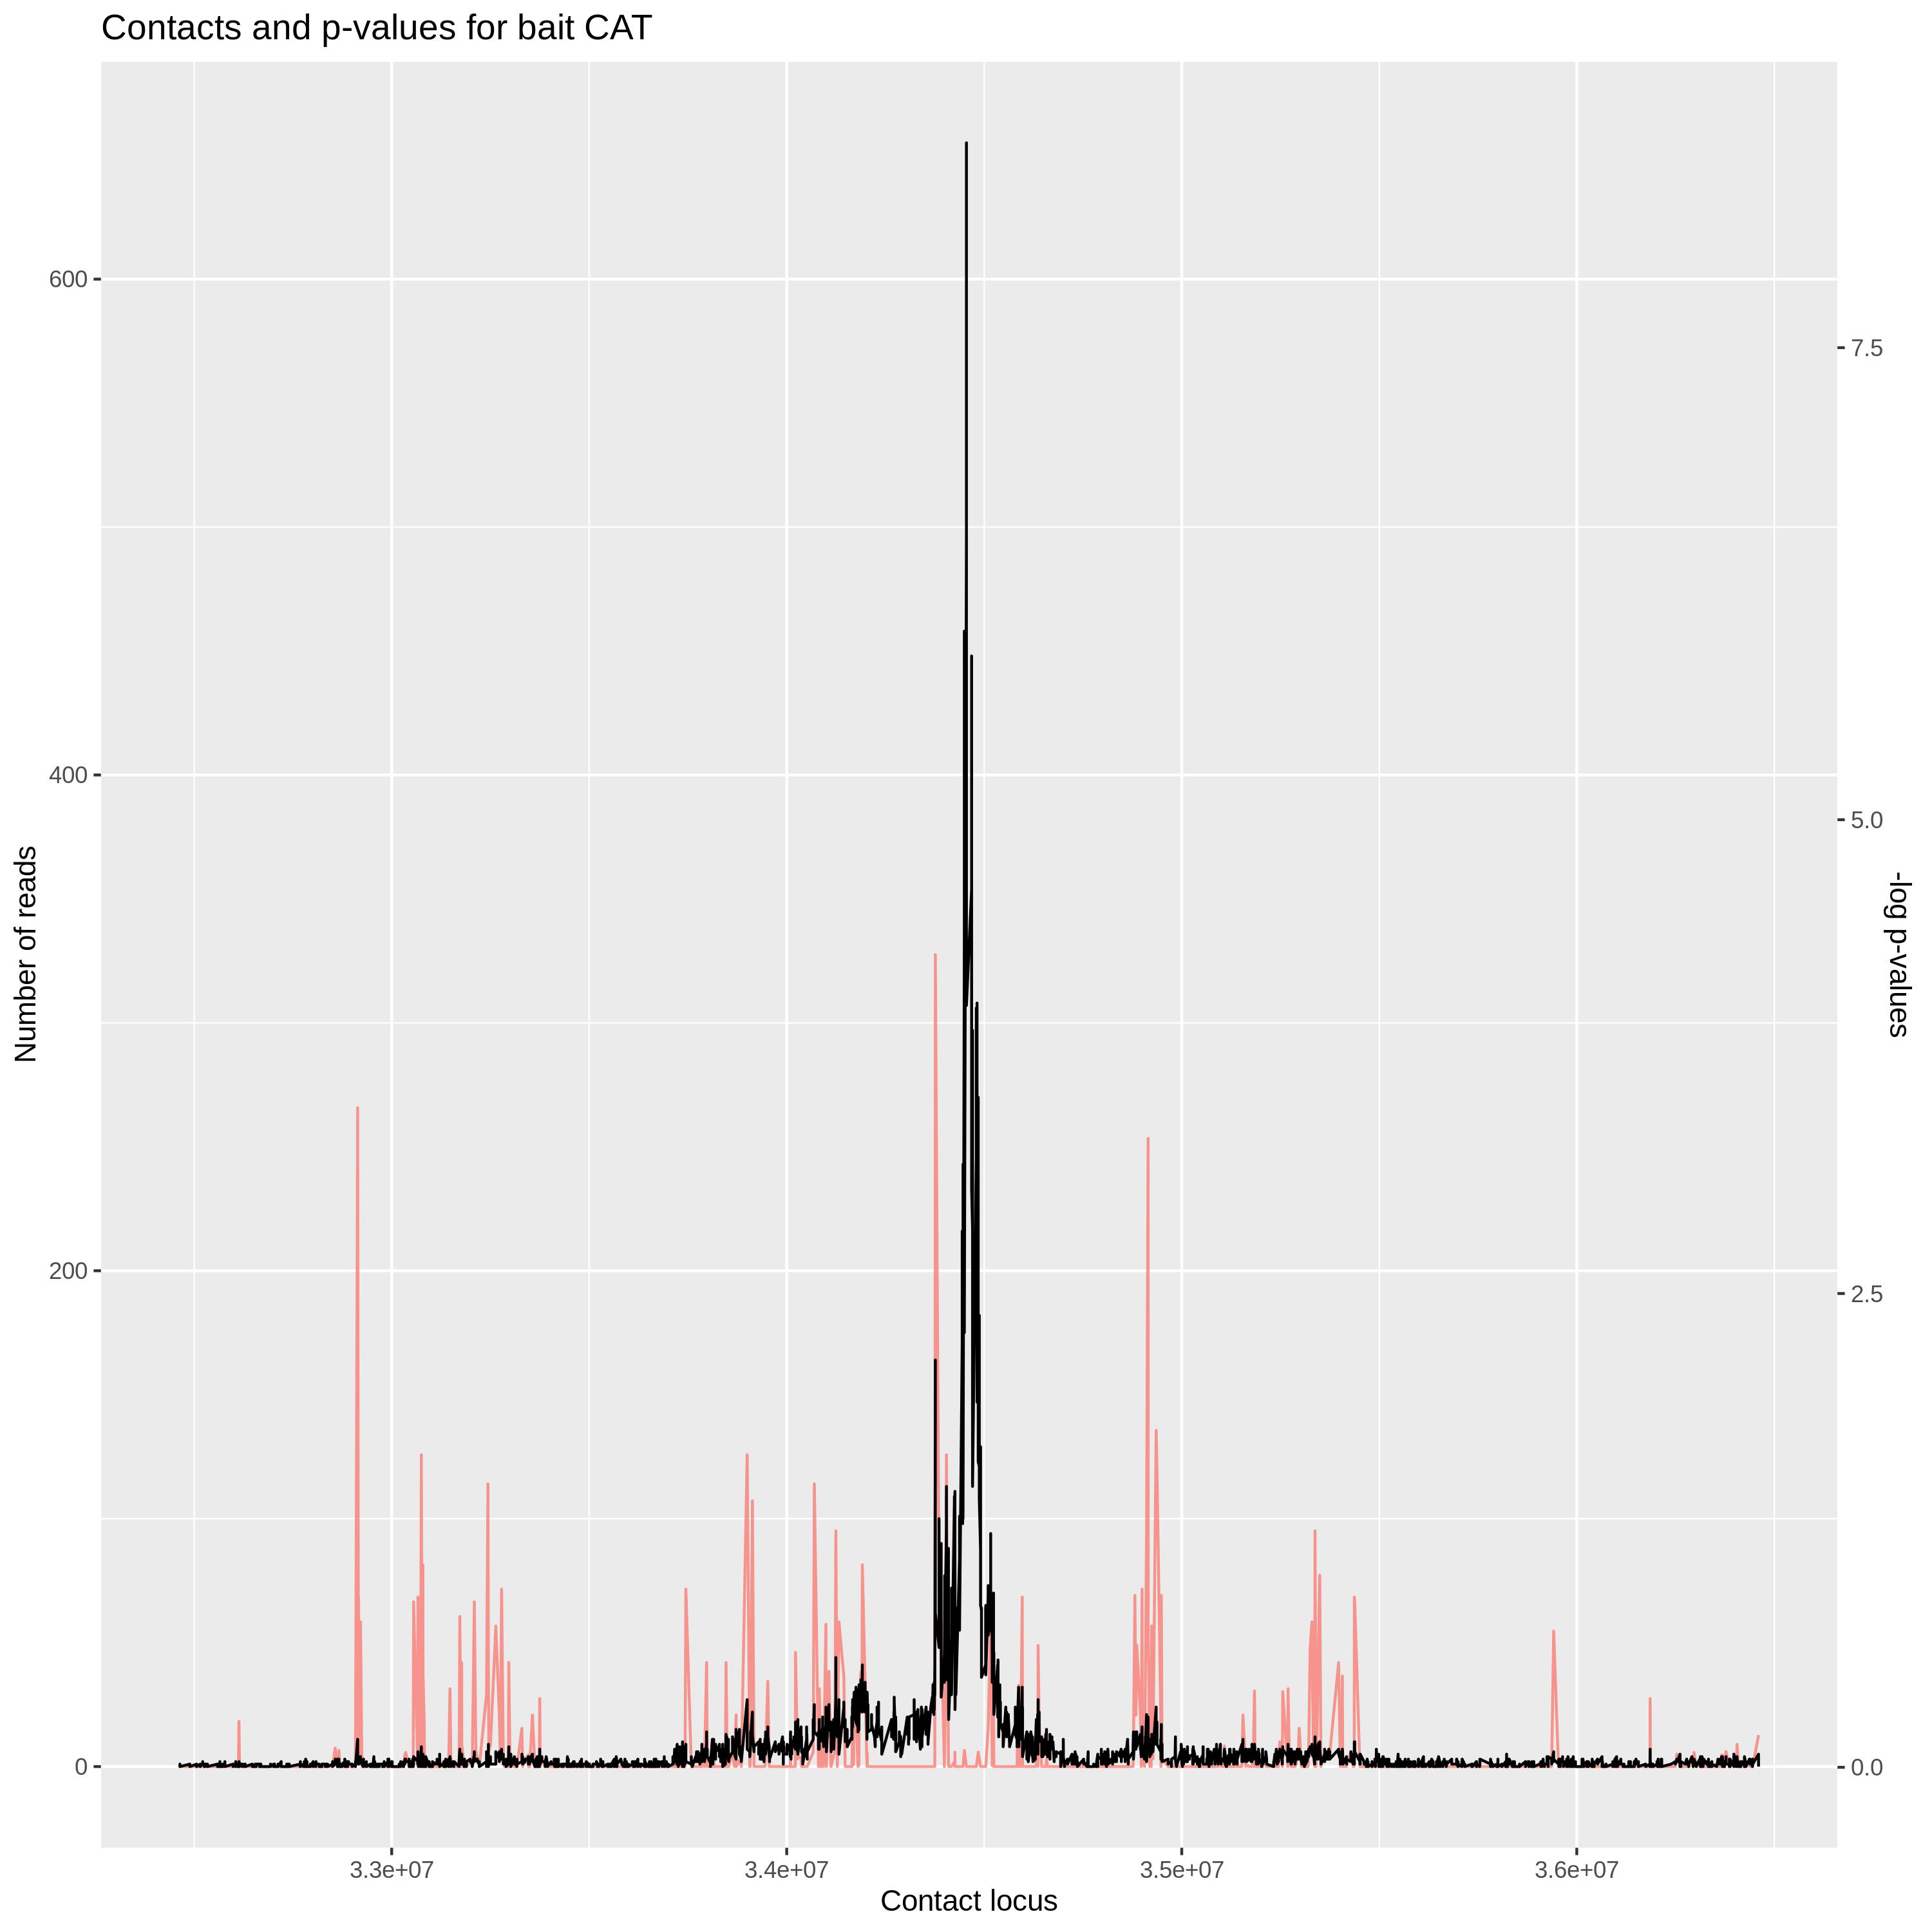 Contacts and p-values for bait CAT
600
400
200
0
7.5
5.0
2.5
0.0
Number of reads
-log p-values
3.3e+07
3.4e+07
3.5e+07
3.6e+07
Contact locus